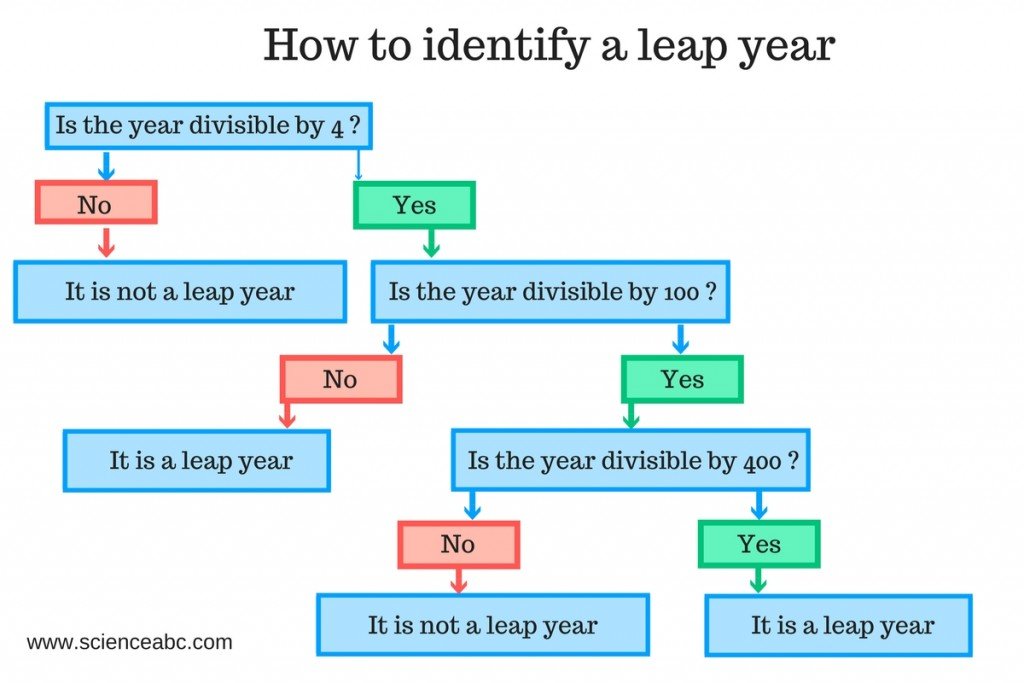 How to identify a leap year
Is the year divisible by 4 ?
No
Yes
It is not a leap year
Is the year divisible by 100 ?
No
Yes
It is a leap year
Is the year divisible by 400 ?
No
Yes
It is not a leap year
It is a leap year
www.scienceabc.com